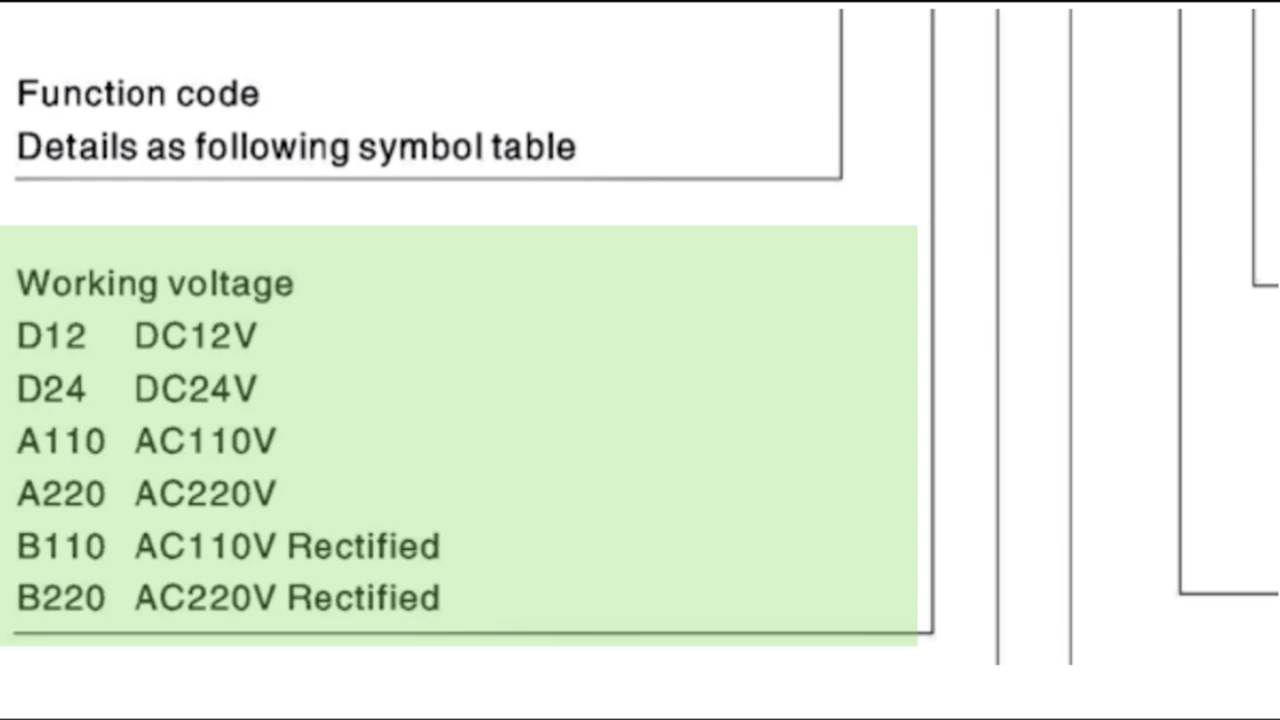 Function code
Details as following symbol table
Working voltage
D12 DC12V
D24 DC24V
A110 AC110V
A220 AC220V
B110 AC110V Rectified
B220 AC220V Rectified